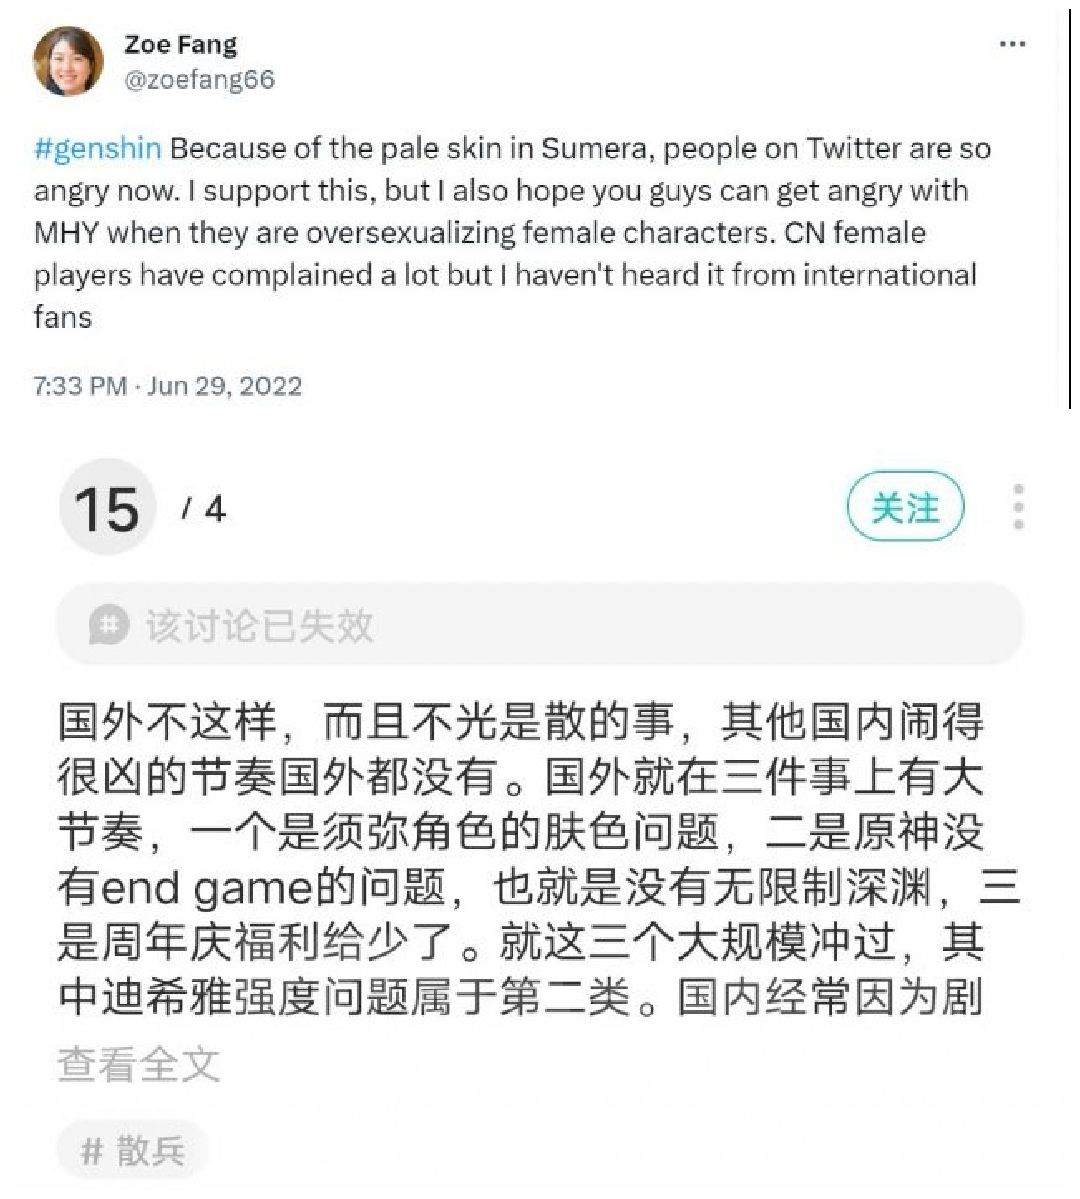 Zoe Fang
@zoefang66
#genshin Because of the pale skin in Sumera, people on Twitter are so
angry now. I support this, but I also hope you guys can get angry with
MHY when they are oversexualizing female characters. CN female
players have complained a lot but I haven't heard it from international
fans
7:33 PM · Jun 29, 2022
15 / 4
关注
该讨论已失效
国外不这样，而且不光是散的事，其他国内闹得
很凶的节奏国外都没有。国外就在三件事上有大
节奏，一个是须弥角色的肤色问题，二是原神没
有end game的问题，也就是没有无限制深渊，三
是周年庆福利给少了。就这三个大规模冲过，其
中迪希雅强度问题属于第二类。国内经常因为剧
查看全文
# 散兵